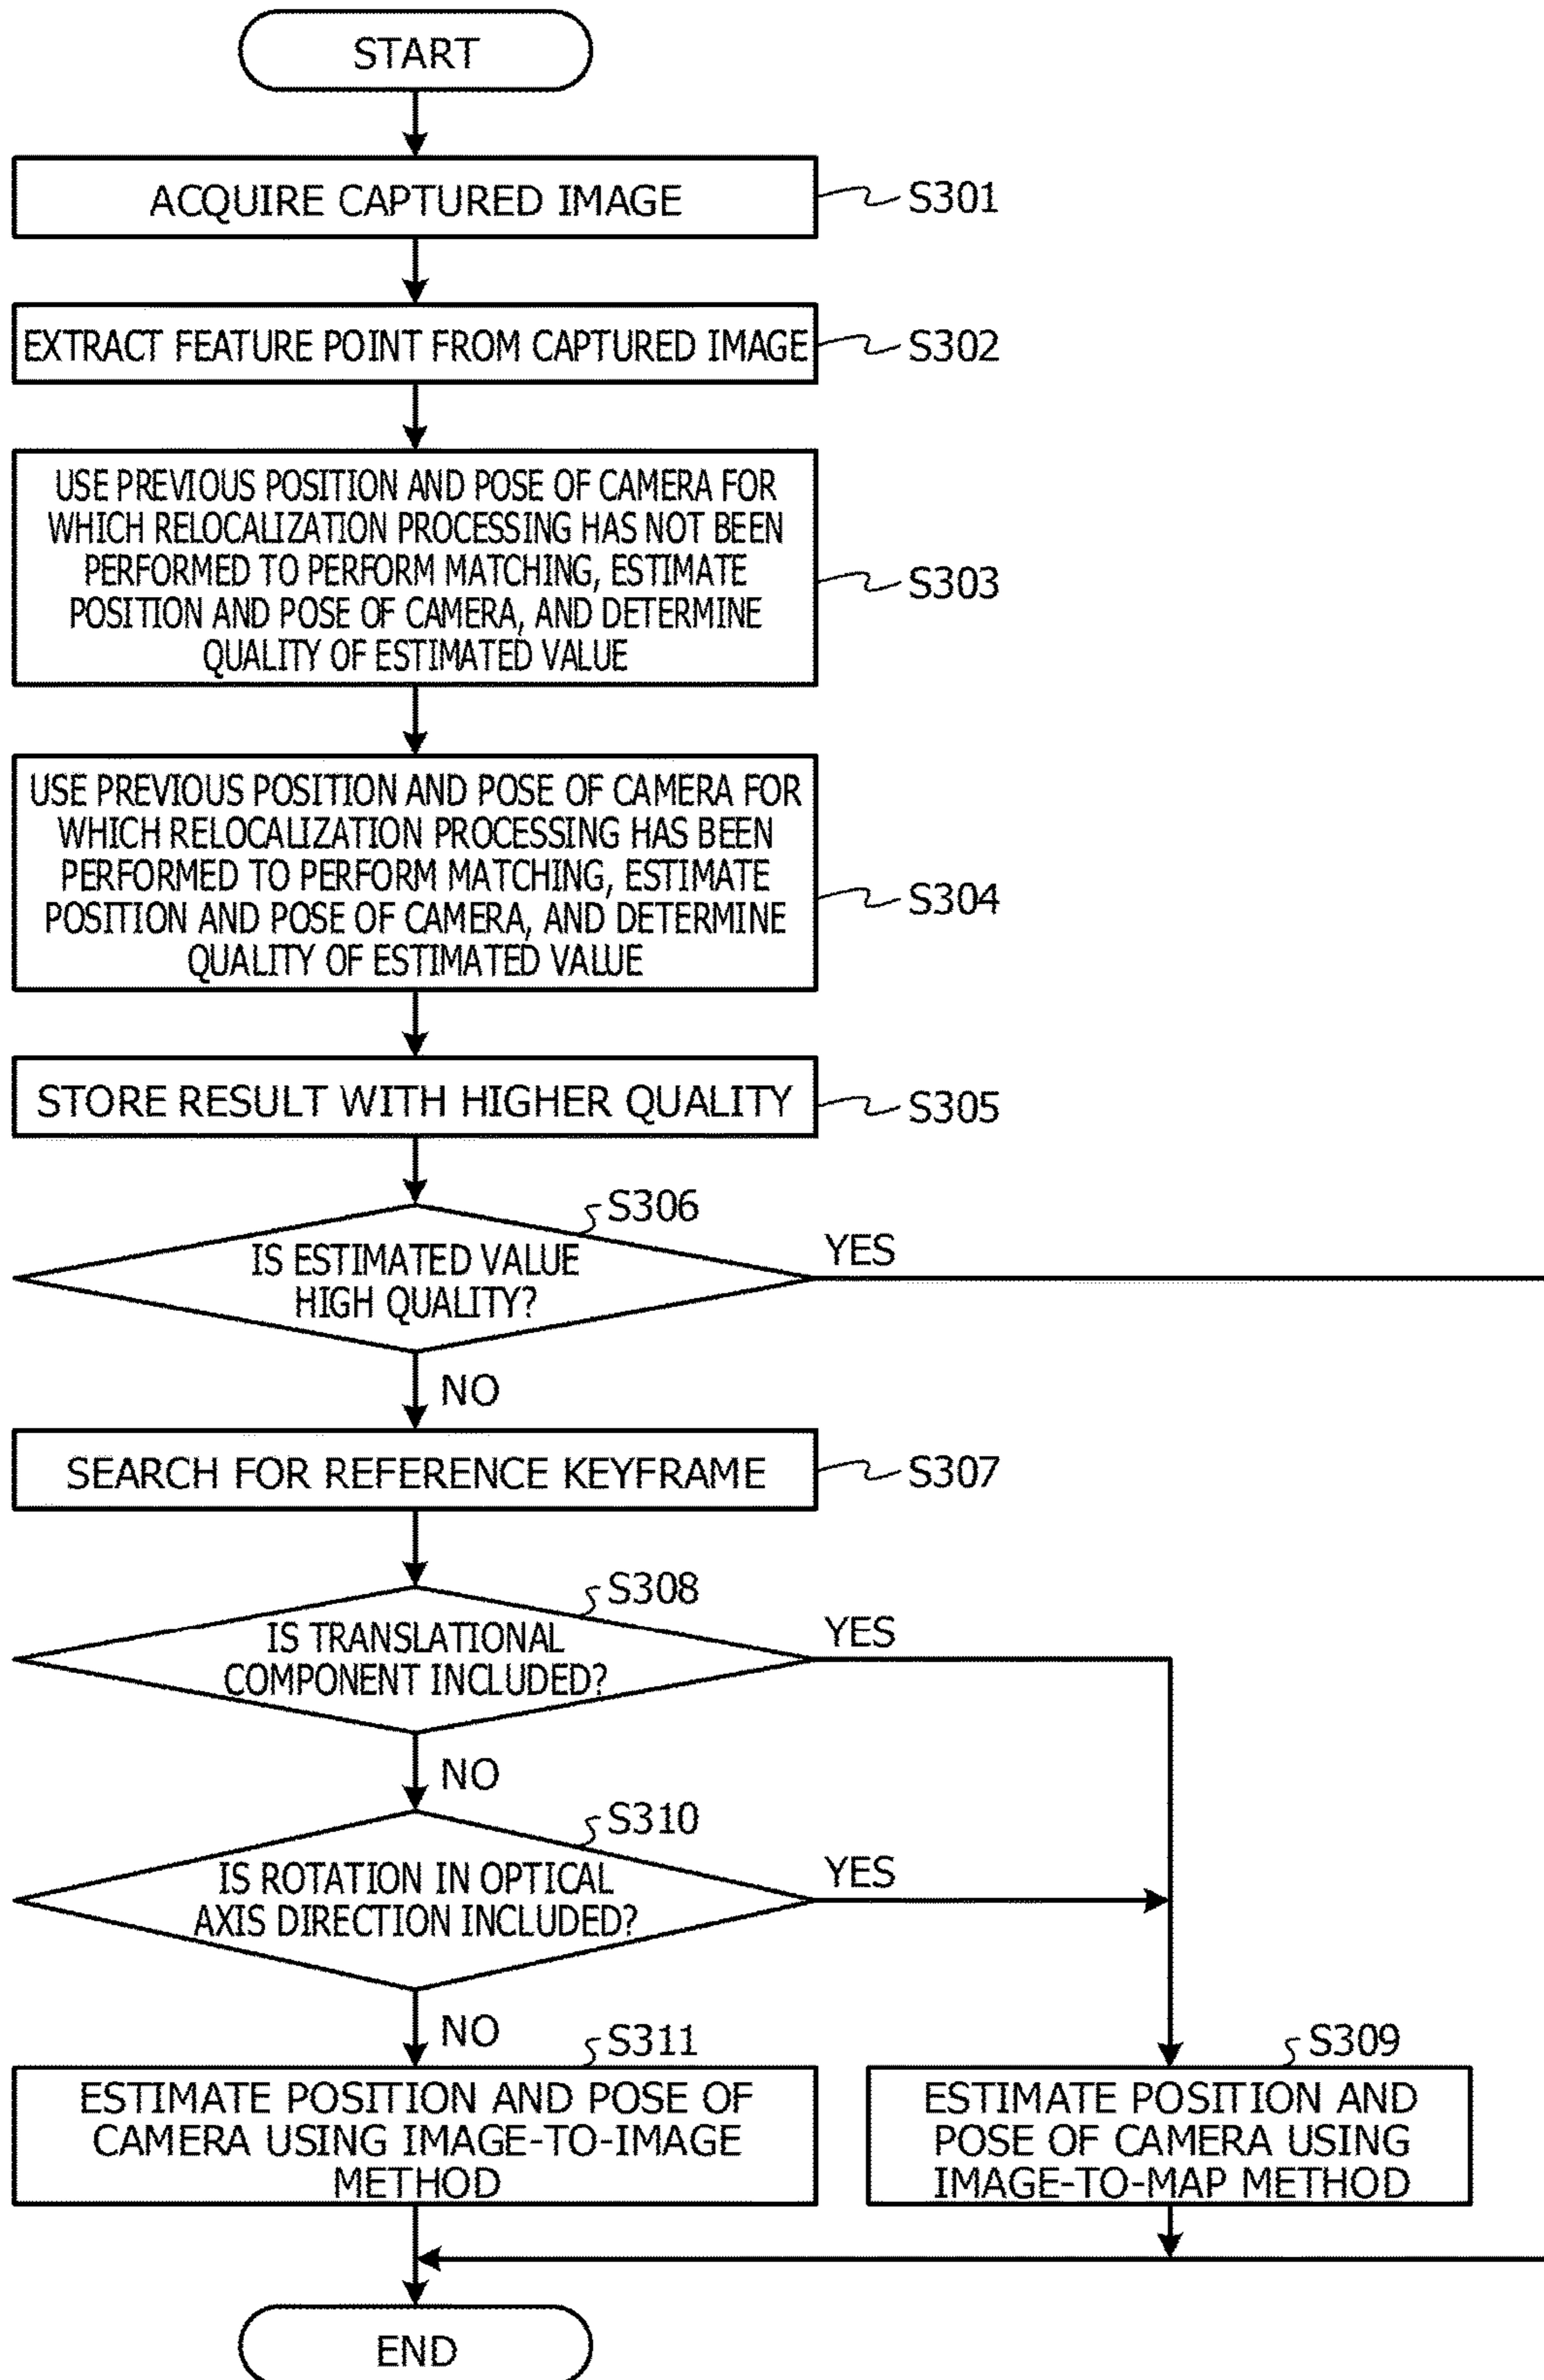 START
ACQUIRE CAPTURED IMAGE
S301
EXTRACT FEATURE POINT FROM CAPTURED IMAGE
S302
USE PREVIOUS POSITION AND POSE OF CAMERA FOR
WHICH RELOCALIZATION PROCESSING HAS NOT BEEN
PERFORMED TO PERFORM MATCHING, ESTIMATE
POSITION AND POSE OF CAMERA, AND DETERMINE
QUALITY OF ESTIMATED VALUE
S303
USE PREVIOUS POSITION AND POSE OF CAMERA FOR
WHICH RELOCALIZATION PROCESSING HAS BEEN
PERFORMED TO PERFORM MATCHING, ESTIMATE
POSITION AND POSE OF CAMERA, AND DETERMINE
QUALITY OF ESTIMATED VALUE
S304
STORE RESULT WITH HIGHER QUALITY
S305
S306
IS ESTIMATED VALUE
HIGH QUALITY?
YES
NO
SEARCH FOR REFERENCE KEYFRAME
S307
S308
IS TRANSLATIONAL
COMPONENT INCLUDED?
YES
NO
S310
IS ROTATION IN OPTICAL
AXIS DIRECTION INCLUDED?
YES
NO
S311
ESTIMATE POSITION AND POSE OF
CAMERA USING IMAGE-TO-IMAGE
METHOD
S309
ESTIMATE POSITION AND
POSE OF CAMERA USING
IMAGE-TO-MAP METHOD
END